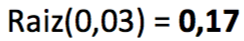 Raiz(0,03) = 0,17